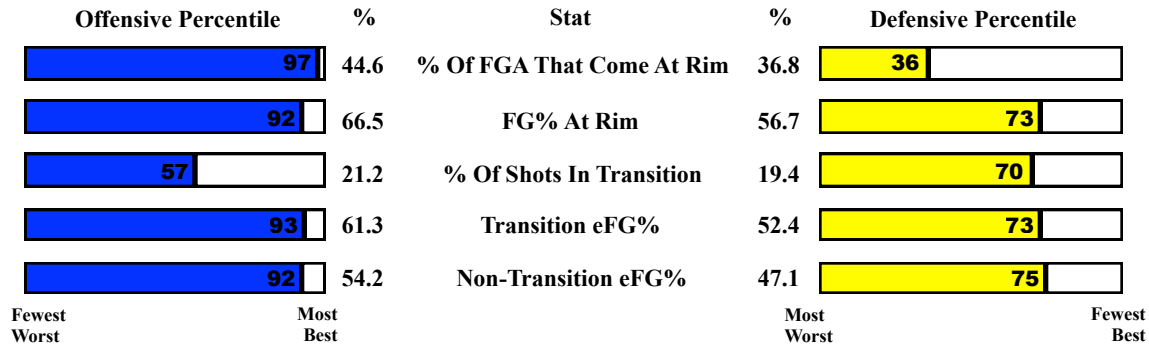 Offensive Percentile % Stat % Defensive Percentile
97 44.6 % Of FGA That Come At Rim 36.8 36
92 66.5 FG% At Rim 56.7 73
57 21.2 % Of Shots In Transition 19.4 70
93 61.3 Transition eFG% 52.4 73
92 54.2 Non-Transition eFG% 47.1 75
Fewest Most Most Fewest
Worst Best Worst Best